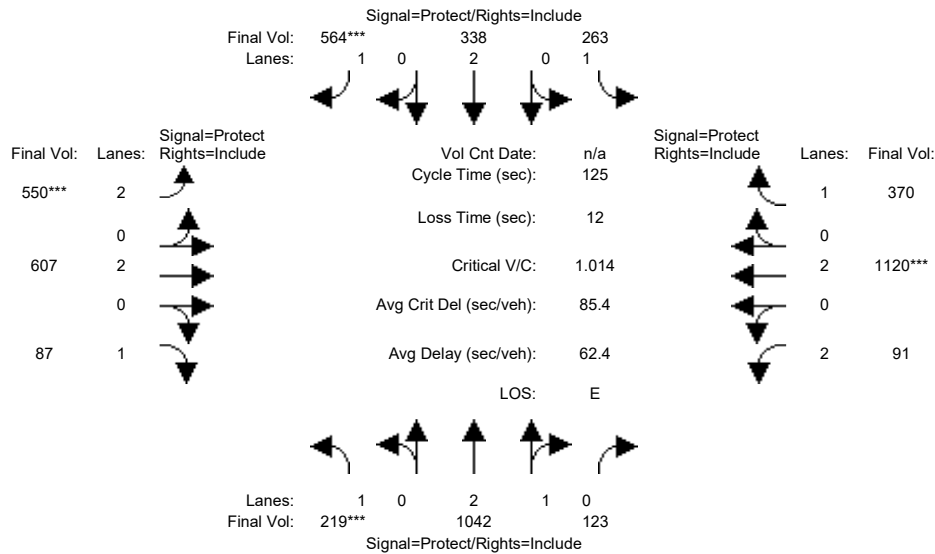 Signal=Protect/Rights=Include
Final Vol: 564*** 338 263
Lanes: 1 0 2 0 1
Signal=Protect
Final Vol: Lanes: Rights=Include
Vol Cnt Date: n/a
Signal=Protect
Rights=Include Lanes: Final Vol:
Cycle Time (sec): 125
550*** 2
1 370
Loss Time (sec): 12
0
0
607 2
Critical V/C: 1.014
2 1120***
0
Avg Crit Del (sec/veh): 85.4
0
87 1
Avg Delay (sec/veh): 62.4
2 91
LOS: E
Lanes: 1 0 2 1 0
Final Vol: 219*** 1042 123
Signal=Protect/Rights=Include